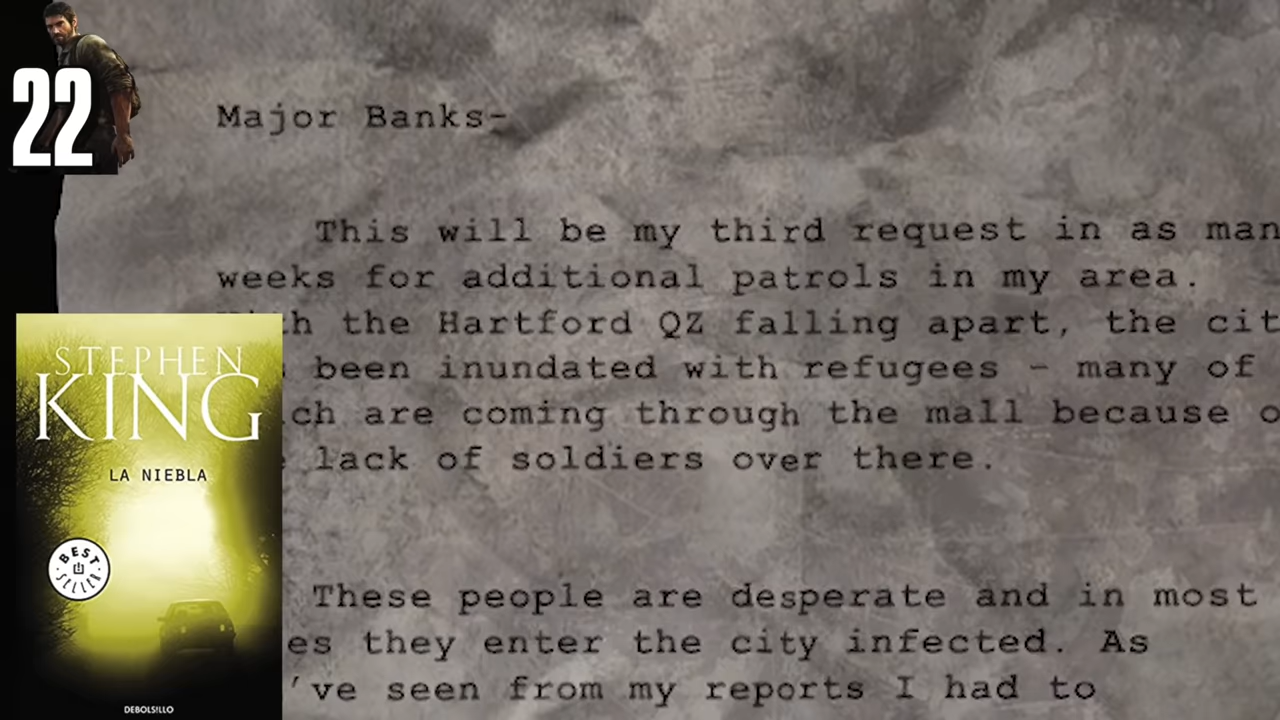 22
Major Banks-
This will be my third request in as man
weeks for additional patrols in my area.
the Hartford QZ falling apart, the cit
been inundated with refugees - many of
ch are coming through the mall because o
lack of soldiers over there.
These people are desperate and in most
es they enter the city infected. As
've seen from my reports I had to
STEPHEN
KING
LA NIEBLA
BEST
SELLER
DEBOLS!LLO